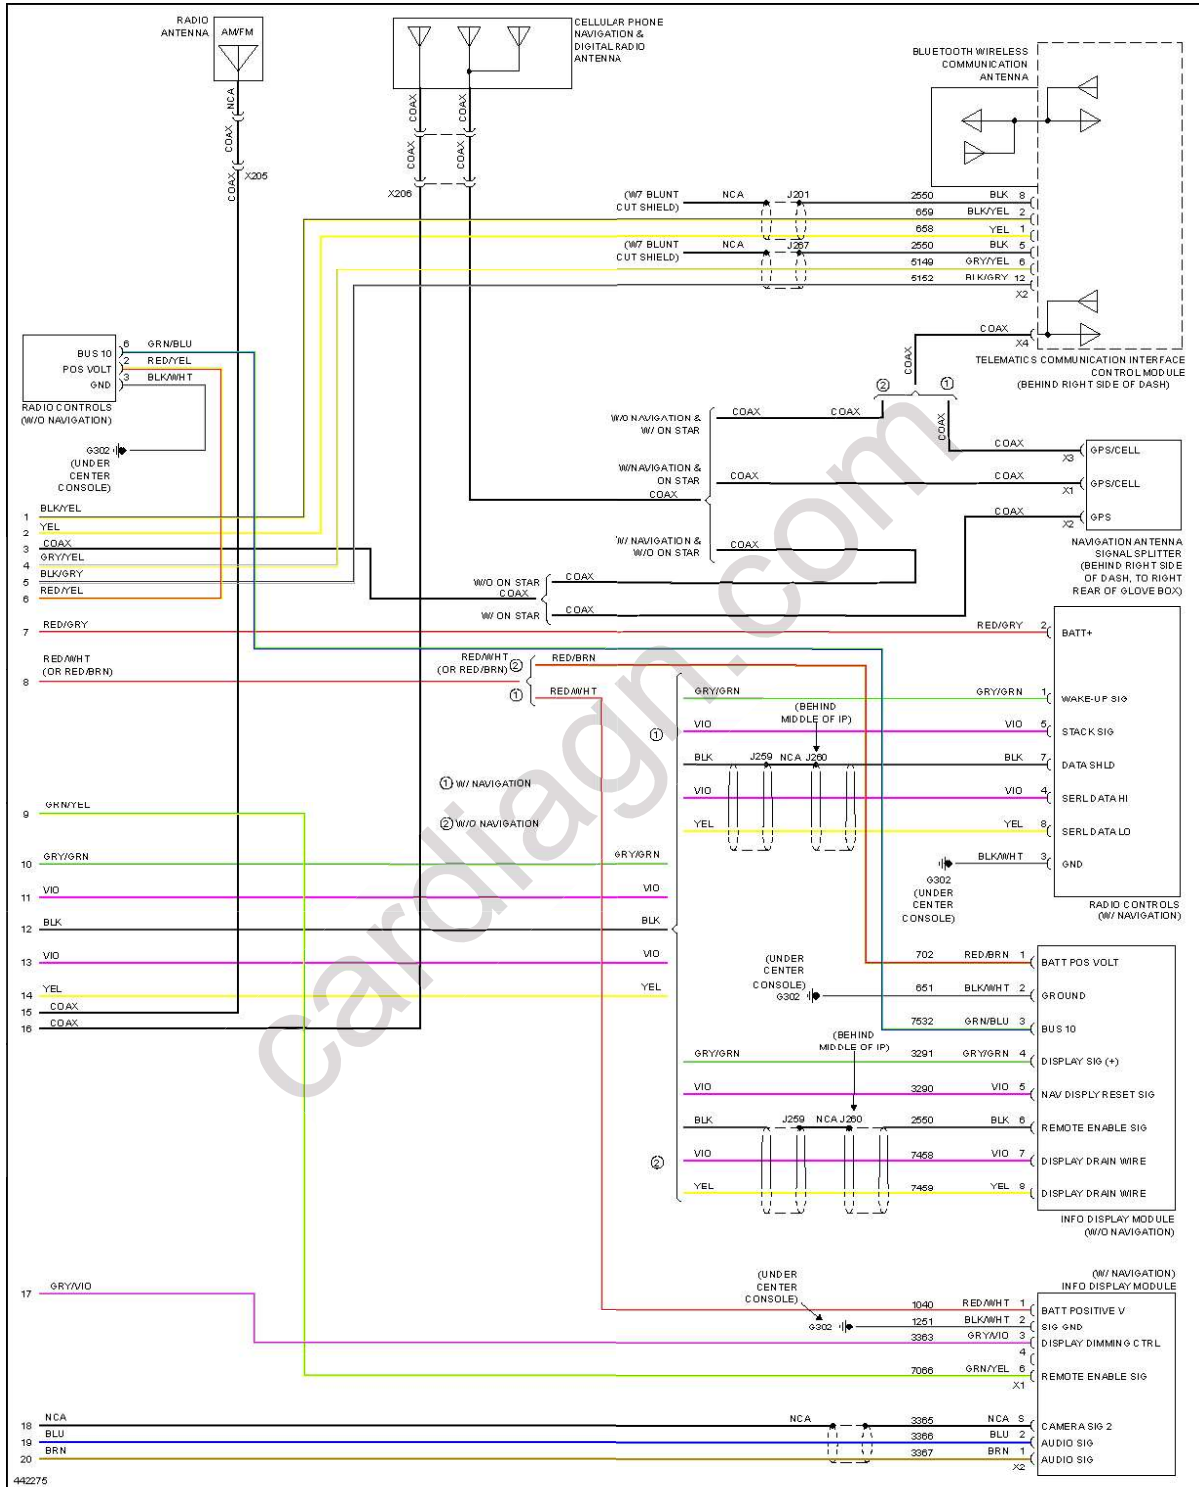 RADIO
ANTENNA
AM/FM
CELLULAR PHONE
NAVIGATION &
DIGITAL RADIO
ANTENNA
BLUETOOTH WIRELESS
COMMUNICATION
ANTENNA
NCA
COAX
COAX
X205
COAX
COAX
COAX
COAX
X206
(W7 BLUNT
CUT SHIELD)
NCA
J201
2550 BLK 8
659 BLK/YEL 2
658 YEL 1
(W7 BLUNT
CUT SHIELD)
NCA
J267
2550 BLK 5
5149 GRY/YEL 6
5152 BLK/GRY 12
X2
COAX
X4
COAX
TELEMATICS COMMUNICATION INTERFACE
CONTROL MODULE
(BEHIND RIGHT SIDE OF DASH)
BUS 10 6 GRN/BLU
POS VOLT 2 RED/YEL
GND 3 BLK/WHT
RADIO CONTROLS
(W/O NAVIGATION)
G302
(UNDER
CENTER
CONSOLE)
2
1
W/O NAVIGATION &
W/ ON STAR
COAX
COAX
COAX
COAX
X3
GPS/CELL
W/NAVIGATION &
ON STAR
COAX
COAX
COAX
X1
GPS/CELL
COAX
X2
GPS
W/ NAVIGATION &
W/O ON STAR
COAX
NAVIGATION ANTENNA
SIGNAL SPLITTER
(BEHIND RIGHT SIDE
OF DASH, TO RIGHT
REAR OF GLOVE BOX)
1 BLK/YEL
2 YEL
3 COAX
4 GRY/YEL
5 BLK/GRY
6 RED/YEL
W/O ON STAR
COAX
COAX
W/ ON STAR
COAX
7 RED/GRY
RED/GRY 2 BATT+
8 RED/WHT
(OR RED/BRN)
RED/WHT
(OR RED/BRN)
2 RED/BRN
1 RED/WHT
1
GRY/GRN
GRY/GRN 1 WAKE-UP SIG
(BEHIND
MIDDLE OF IP)
VIO
VIO 5 STACK SIG
BLK
J259 NCA J260
BLK 7 DATA SHLD
VIO
VIO 4 SERL DATA HI
YEL
YEL 8 SERL DATA LO
BLK/WHT 3 GND
G302
(UNDER
CENTER
CONSOLE)
RADIO CONTROLS
(W/ NAVIGATION)
1 W/ NAVIGATION
2 W/O NAVIGATION
9 GRN/YEL
10 GRY/GRN
GRY/GRN
11 VIO
VIO
12 BLK
BLK
13 VIO
VIO
14 YEL
YEL
15 COAX
16 COAX
702 RED/BRN 1 BATT POS VOLT
(UNDER
CENTER
CONSOLE)
G302
651 BLK/WHT 2 GROUND
7532 GRN/BLU 3 BUS 10
(BEHIND
MIDDLE OF IP)
GRY/GRN
3291 GRY/GRN 4 DISPLAY SIG (+)
VIO
3290 VIO 5 NAV DISPLY RESET SIG
BLK
J259 NCA J260
2550 BLK 6 REMOTE ENABLE SIG
2
VIO
7458 VIO 7 DISPLAY DRAIN WIRE
YEL
7459 YEL 8 DISPLAY DRAIN WIRE
INFO DISPLAY MODULE
(W/O NAVIGATION)
17 GRY/VIO
(UNDER
CENTER
CONSOLE)
G302
(W/ NAVIGATION)
INFO DISPLAY MODULE
1040 RED/WHT 1 BATT POSITIVE V
1251 BLK/WHT 2 SIG GND
3363 GRY/VIO 3 DISPLAY DIMMING CTRL
4
7066 GRN/YEL 6 REMOTE ENABLE SIG
X1
18 NCA
NCA
3365 NCA S CAMERA SIG 2
19 BLU
3366 BLU 2 AUDIO SIG
20 BRN
3367 BRN 1 AUDIO SIG
X2
442275
cardiagn.com